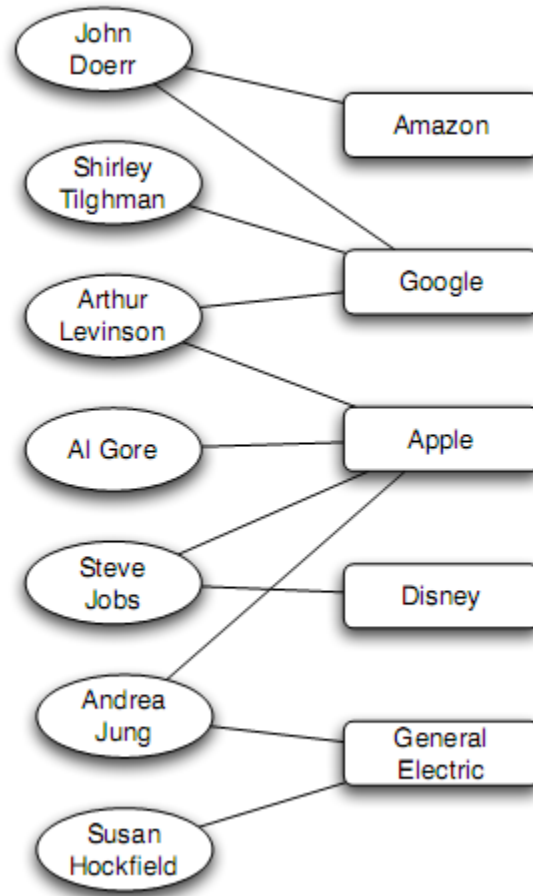 John
Doerr
Amazon
Shirley
Tilghman
Google
Arthur
Levinson
Apple
Al Gore
Steve
Jobs
Disney
Andrea
Jung
General
Electric
Susan
Hockfield